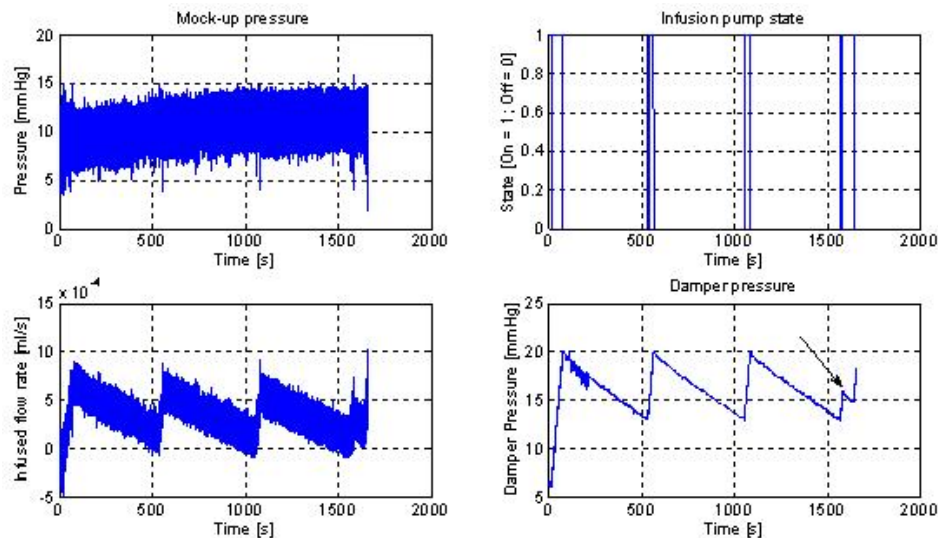 Mock-up pressure
Pressure [mmHg]
20
15
10
5
0
0 500 1000 1500 2000
Time [s]
Infusion pump state
State [On = 1 ; Off = 0]
1
0.8
0.6
0.4
0.2
0
0 500 1000 1500 2000
Time [s]
x 10⁻⁴
Infused flow rate [ml/s]
15
10
5
0
-5
0 500 1000 1500 2000
Time [s]
Damper pressure
Damper Pressure [mmHg]
25
20
15
10
5
0 500 1000 1500 2000
Time [s]